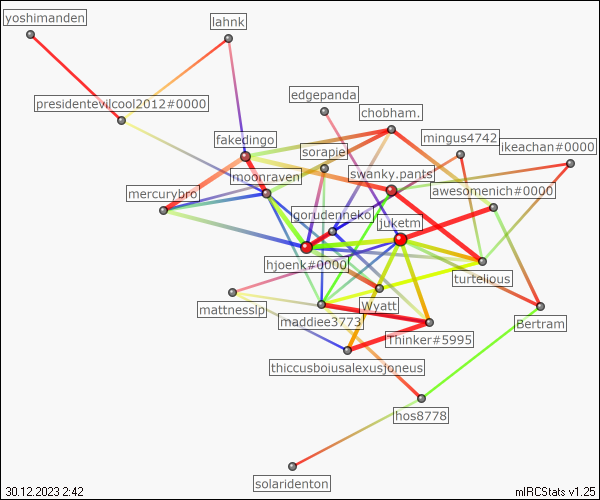 yoshimanden
lahnk
edgepanda
presidentevilcool2012#0000
chobham.
fakedingo
sorapie
mingus4742
ikeachan#0000
moonraven
swanky.pants
mercurybro
awesomenich#0000
gorudenneko
juketm
hjoenk#0000
turtelious
mattnesslp
maddiee3773
Wyatt
Bertram
Thinker#5995
thiccusboiusalexusjoneus
hos8778
solaridenton
30.12.2023 2:42
mIRCStats v1.25